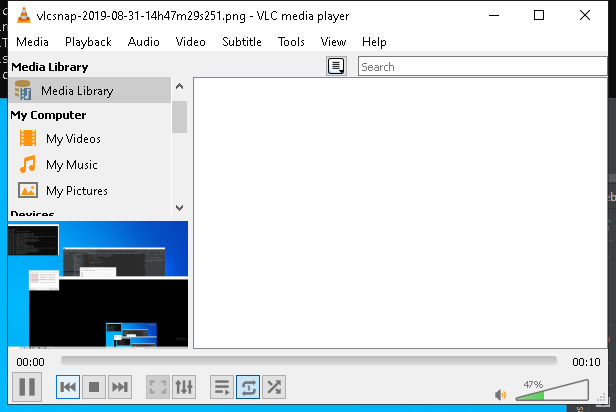 vlcsnap-2019-08-31-14h47m29s251.png - VLC media player
Media Playback Audio Video Subtitle Tools View Help
Media Library
Search
Media Library
My Computer
My Videos
My Music
My Pictures
Devices
00:00
00:10
47%